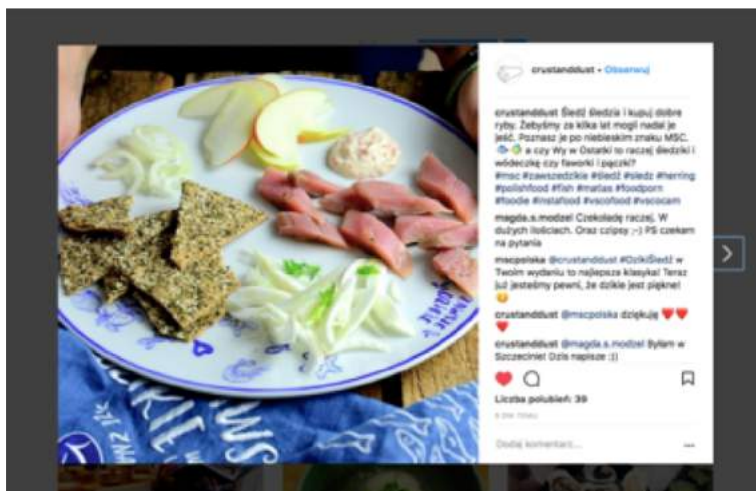 crustanddust • Obserwuj
crustanddust Śledź śledzia i kupuj dobre
ryby. Żebyśmy za kilka lat mogli nadal je
jeść. Poznasz je po niebieskim znaku MSC.
a czy Wy w Ostatki to raczej śledziki i
wódeczkę czy faworki i pączki?
#msc #zawszedzikie #śledź #sledz #herring
#polishfood #fish #matlas #foodporn
#foodie #instafood #vscofood #vscocam
magda.s.modzel Czekoladę raczej. W
dużych ilościach. Oraz czipsy ;-) PS czekam
na pytania
mscpolska @crustanddust #DzikiŚledź w
Twoim wydaniu to najlepsza klasyka! Teraz
już jesteśmy pewni, że dzikie jest piękne!
crustanddust @mscpolska dziękuję ❤️❤️
❤️
crustanddust @magda.s.modzel Byłam w
Szczecinie! Dzis napisze :))
Liczba polubień: 39
Dodaj komentarz...